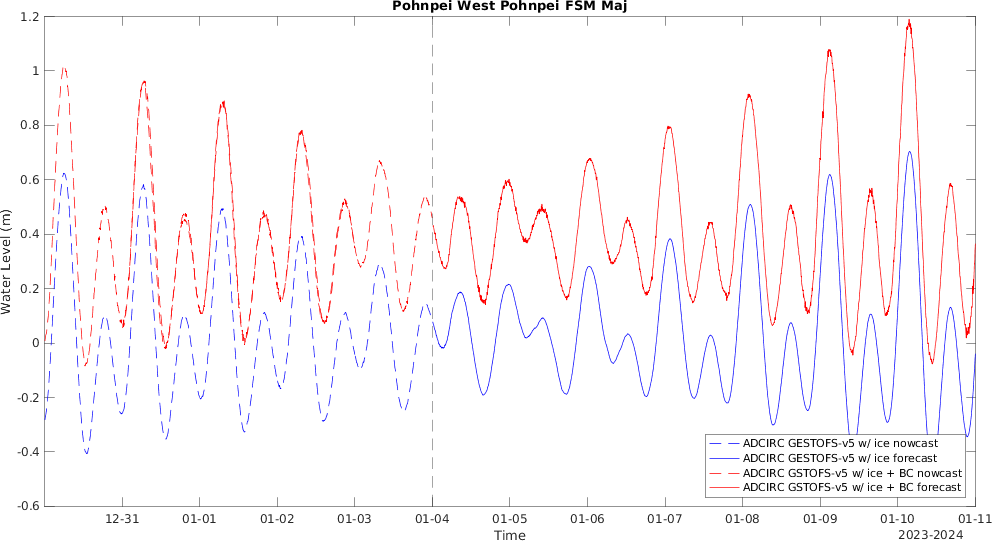 Pohnpei West Pohnpei FSM Maj
Water Level (m)
1.2
1
0.8
0.6
0.4
0.2
0
-0.2
-0.4
-0.6
ADCIRC GESTOFS-v5 w/ ice nowcast
ADCIRC GESTOFS-v5 w/ ice forecast
ADCIRC GSTOFS-v5 w/ ice + BC nowcast
ADCIRC GSTOFS-v5 w/ ice + BC forecast
12-31 01-01 01-02 01-03 01-04 01-05 01-06 01-07 01-08 01-09 01-10 01-11
Time
2023-2024